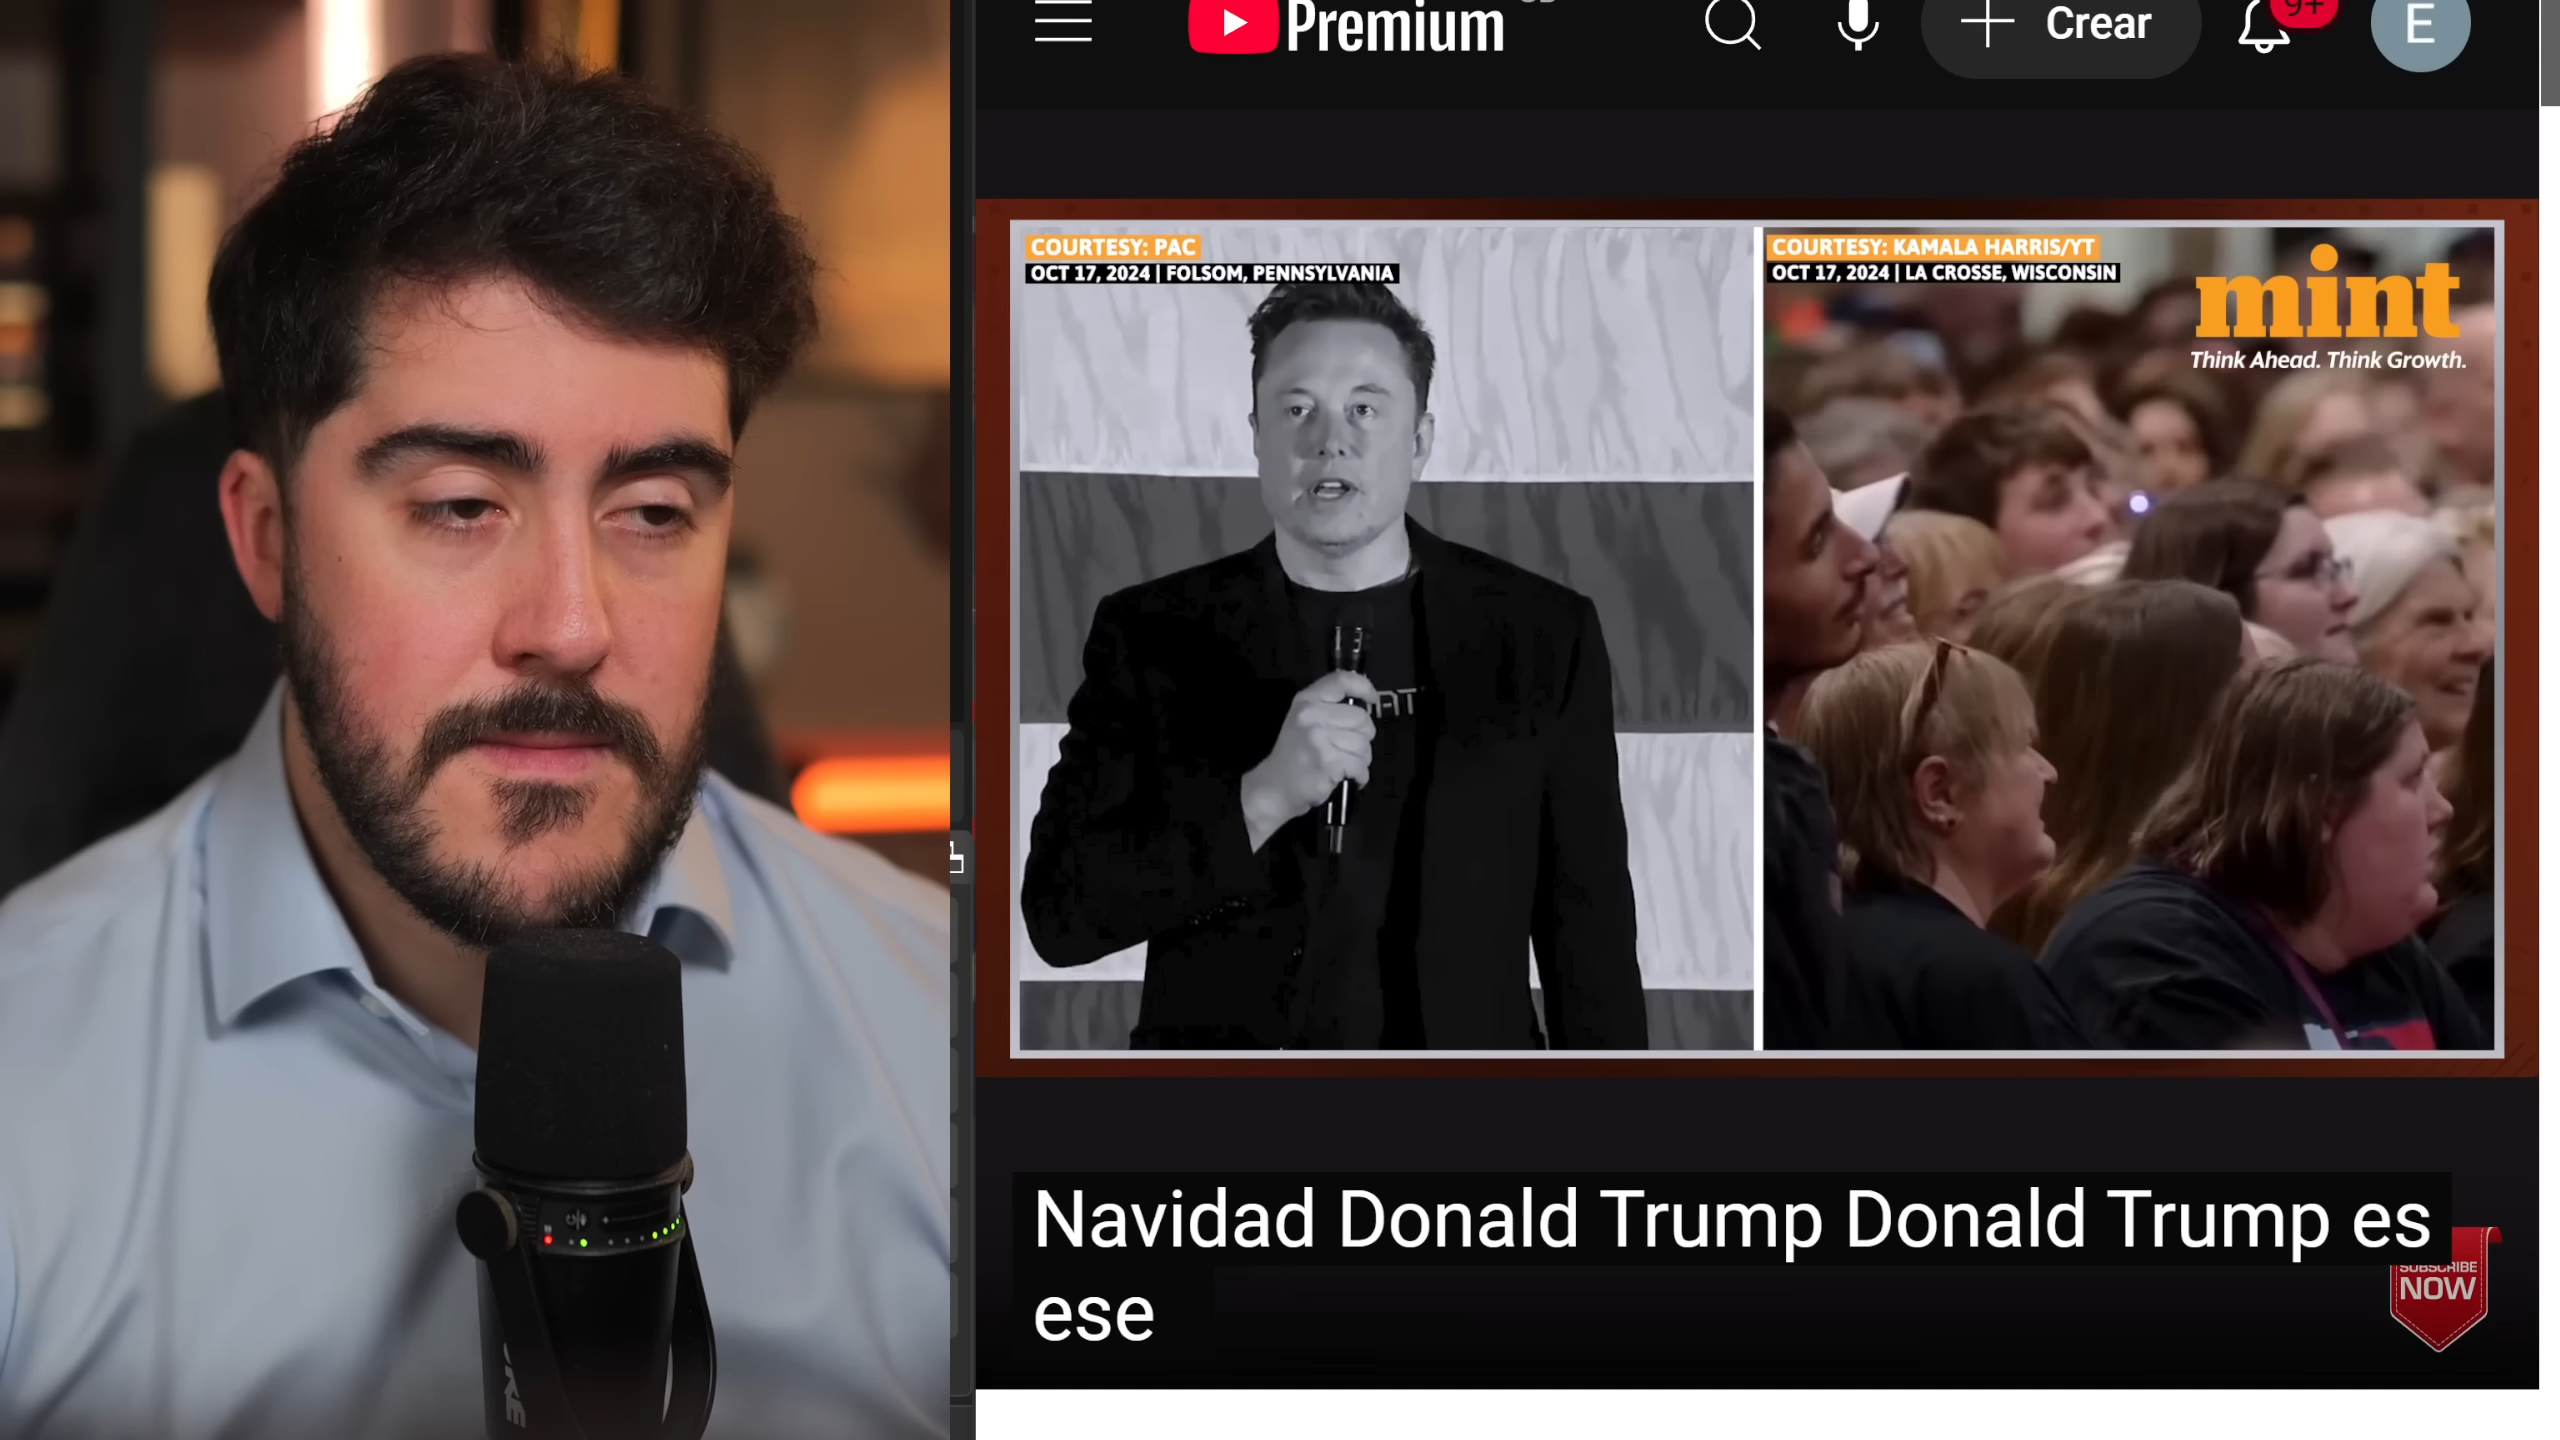 Premium
Crear
9+
E
COURTESY: PAC
OCT 17, 2024 | FOLSOM, PENNSYLVANIA
COURTESY: KAMALA HARRIS/YT
OCT 17, 2024 | LA CROSSE, WISCONSIN
mint
Think Ahead. Think Growth.
Navidad Donald Trump Donald Trump es
ese
SUBSCRIBE
NOW